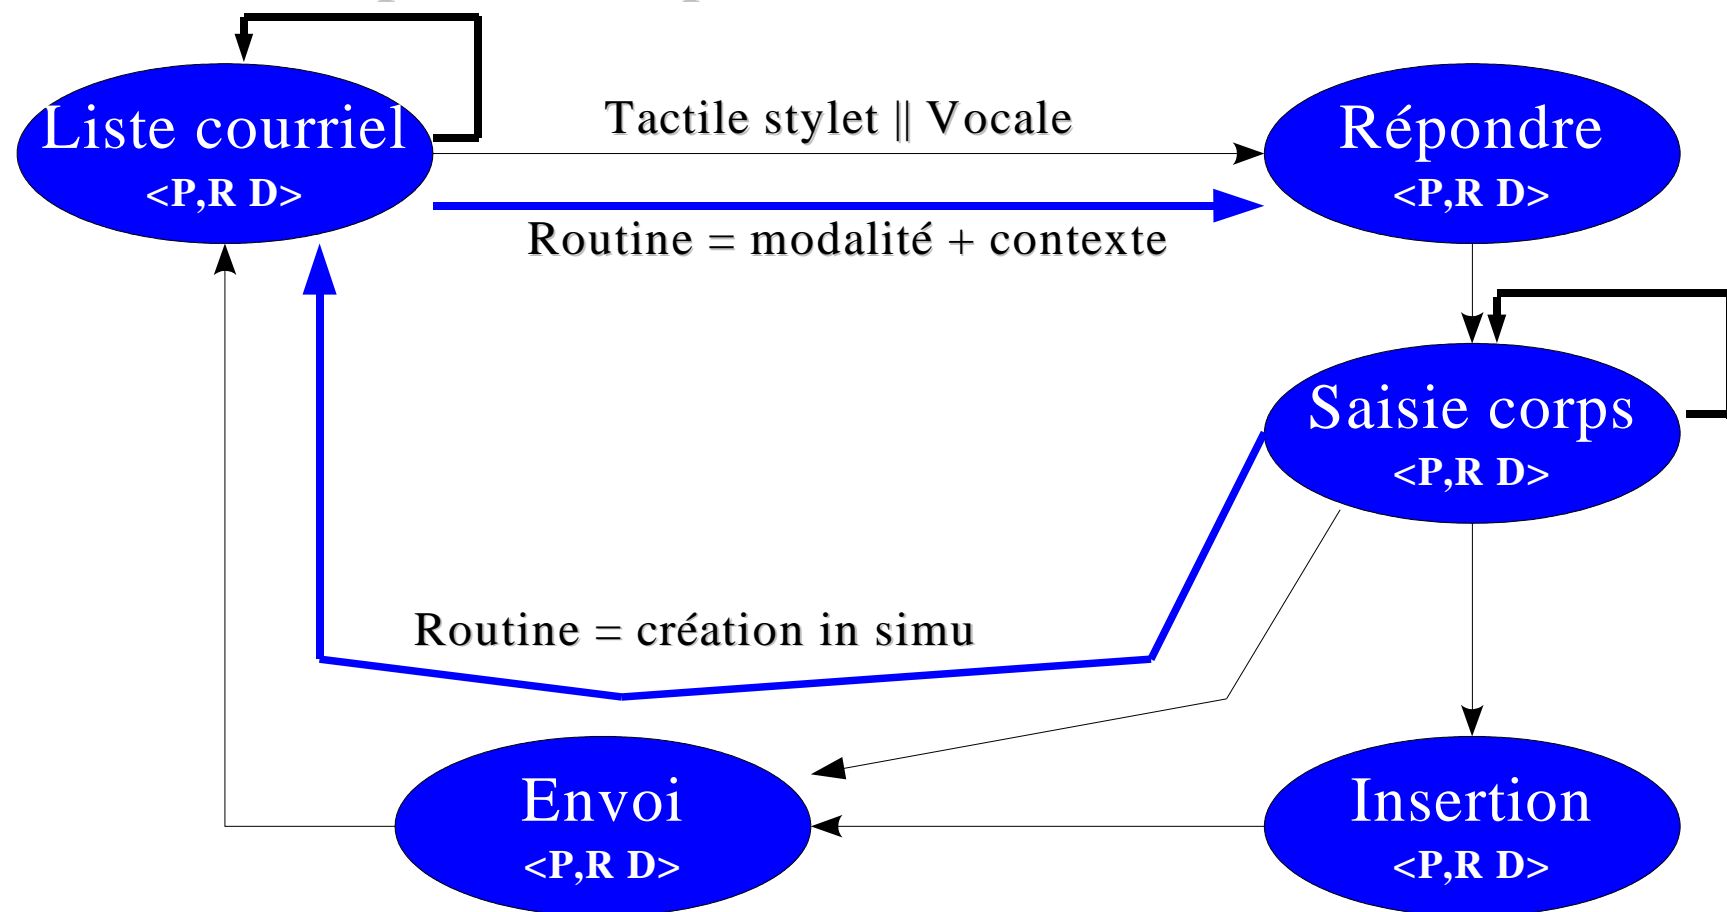 Liste courriel
<P,R D>
Tactile stylet || Vocale
Répondre
<P,R D>
Routine = modalité + contexte
Saisie corps
<P,R D>
Routine = création in simu
Envoi
<P,R D>
Insertion
<P,R D>